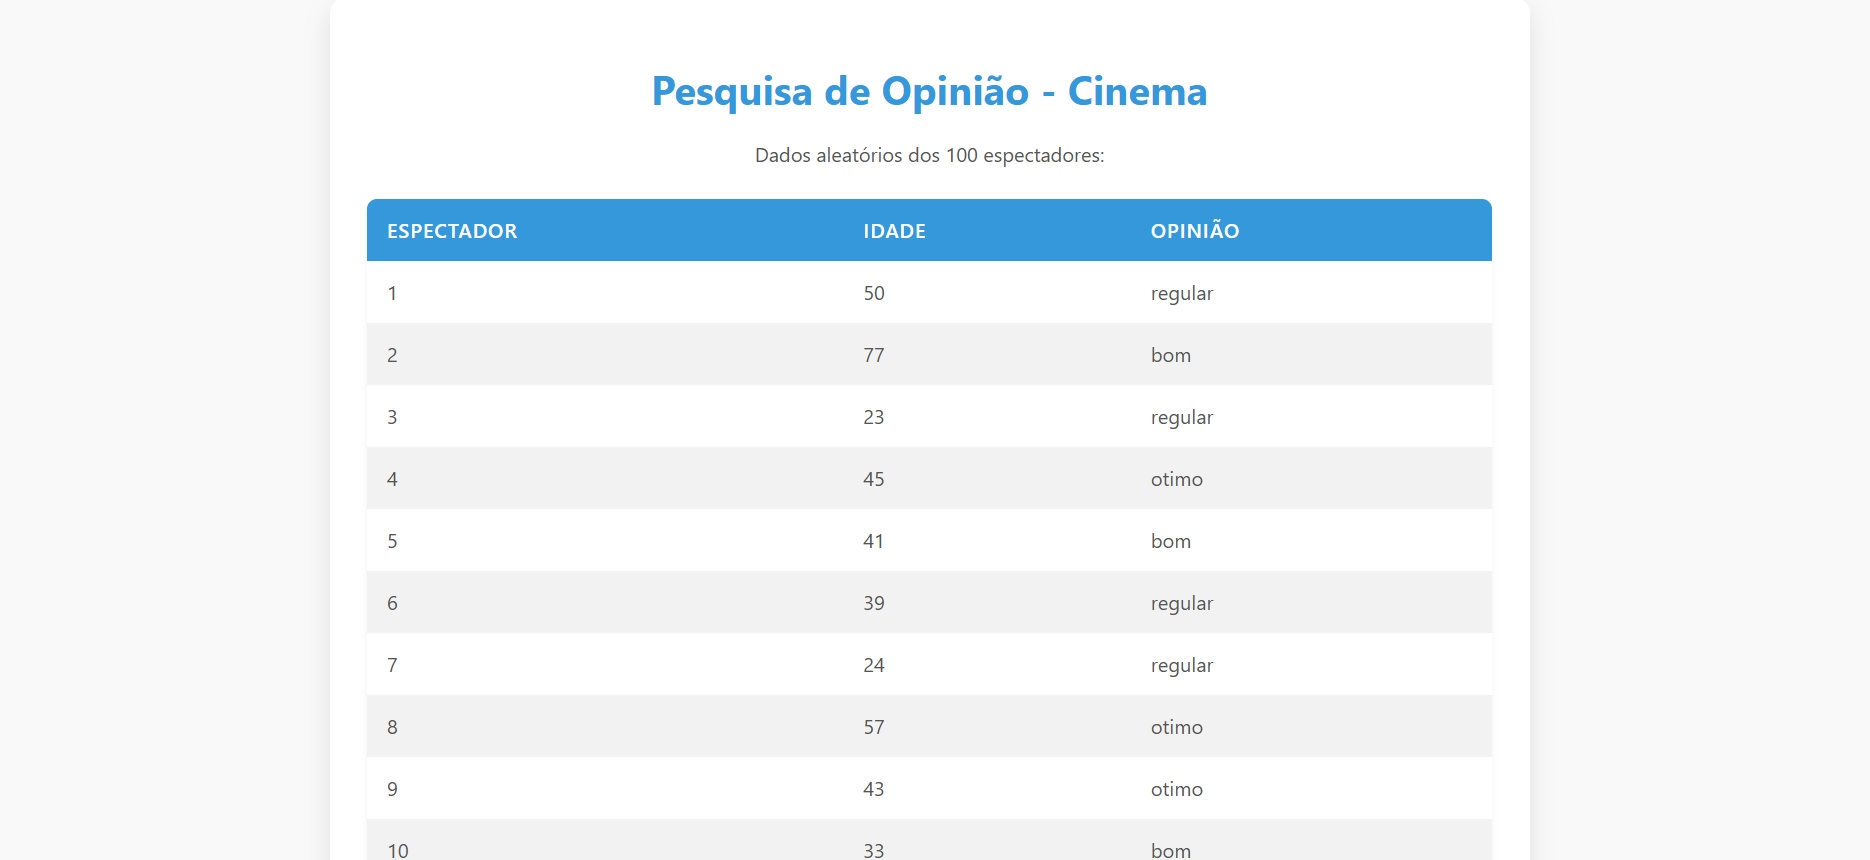 Pesquisa de Opinião - Cinema
Dados aleatórios dos 100 espectadores:
ESPECTADOR IDADE OPINIÃO
1 50 regular
2 77 bom
3 23 regular
4 45 otimo
5 41 bom
6 39 regular
7 24 regular
8 57 otimo
9 43 otimo
10 33 bom